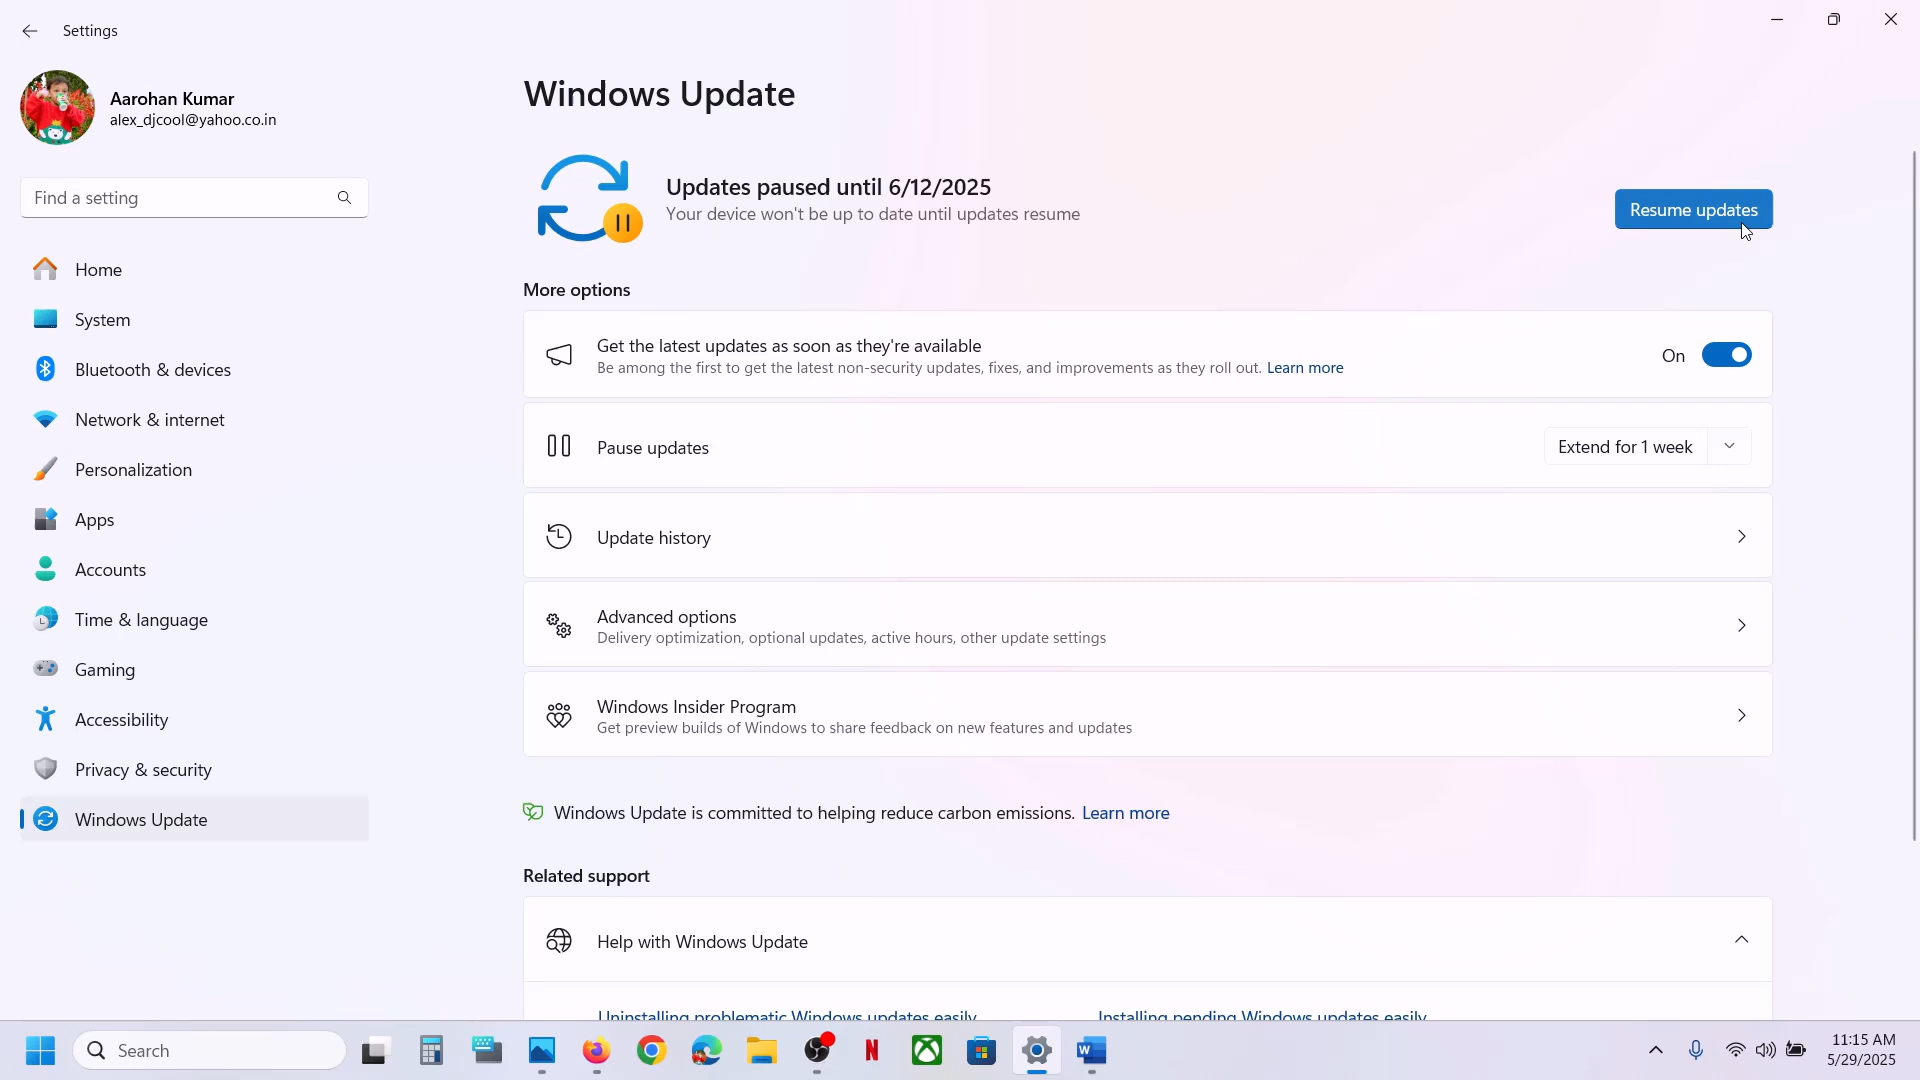 Settings
Aarohan Kumar
alex_djcool@yahoo.co.in
Find a setting
Home
System
Bluetooth & devices
Network & internet
Personalization
Apps
Accounts
Time & language
Gaming
Accessibility
Privacy & security
Windows Update
Windows Update
Updates paused until 6/12/2025
Your device won't be up to date until updates resume
Resume updates
More options
Get the latest updates as soon as they're available
Be among the first to get the latest non-security updates, fixes, and improvements as they roll out. Learn more
On
Pause updates
Extend for 1 week
Update history
Advanced options
Delivery optimization, optional updates, active hours, other update settings
Windows Insider Program
Get preview builds of Windows to share feedback on new features and updates
Windows Update is committed to helping reduce carbon emissions. Learn more
Related support
Help with Windows Update
Uninstalling problematic Windows updates easily
Installing pending Windows updates easily
Search
11:15 AM
5/29/2025